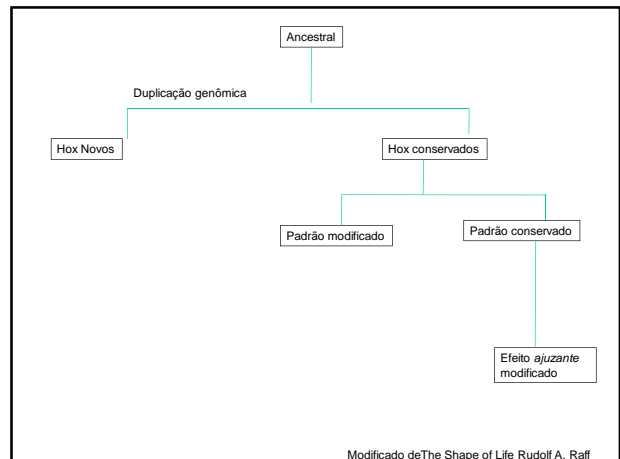 Ancestral
Duplicação genômica
Hox Novos
Hox conservados
Padrão modificado
Padrão conservado
Efeito ajuzante
modificado
Modificado deThe Shape of Life Rudolf A. Raff